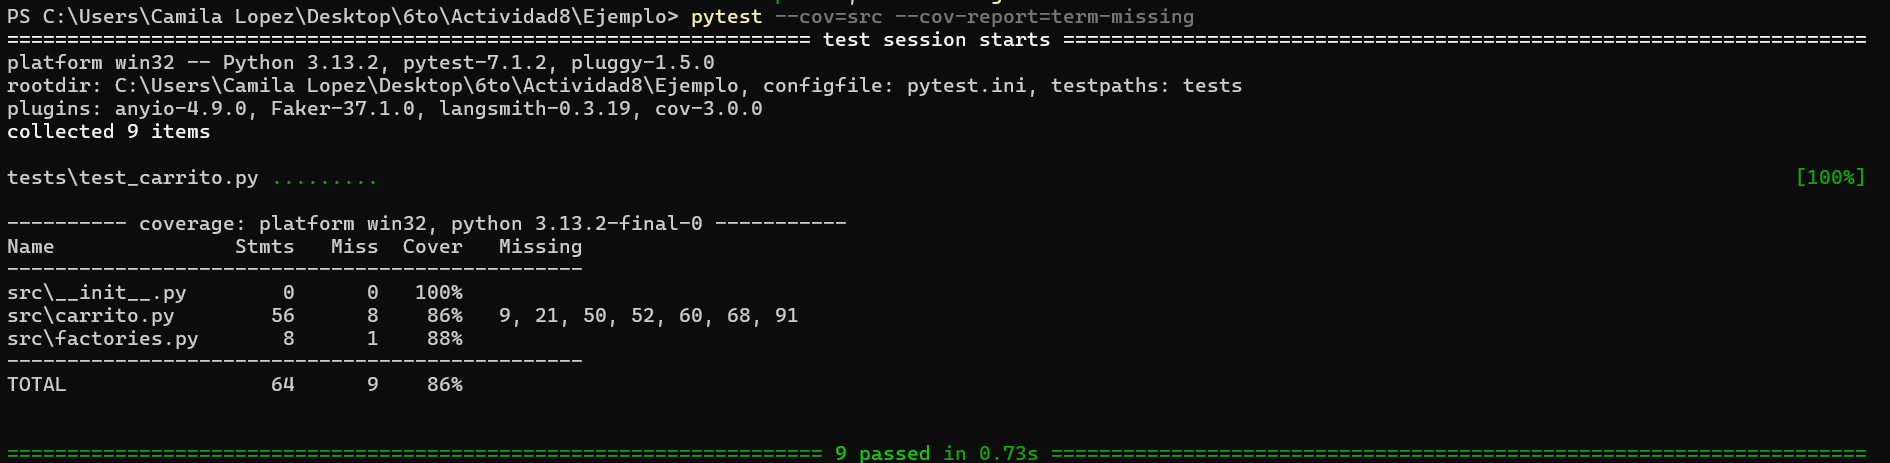 PS C:\Users\Camila Lopez\Desktop\6to\Actividad8\Ejemplo> pytest --cov=src --cov-report=term-missing
=================================================================== test session starts ===================================================================
platform win32 -- Python 3.13.2, pytest-7.1.2, pluggy-1.5.0
rootdir: C:\Users\Camila Lopez\Desktop\6to\Actividad8\Ejemplo, configfile: pytest.ini, testpaths: tests
plugins: anyio-4.9.0, Faker-37.1.0, langsmith-0.3.19, cov-3.0.0
collected 9 items
tests\test_carrito.py ......... [100%]
---------- coverage: platform win32, python 3.13.2-final-0 -----------
Name               Stmts   Miss  Cover   Missing
------------------------------------------------
src\__init__.py        0      0   100%
src\carrito.py        56      8    86%   9, 21, 50, 52, 60, 68, 91
src\factories.py       8      1    88%
------------------------------------------------
TOTAL                 64      9    86%
==================================================================== 9 passed in 0.73s ====================================================================